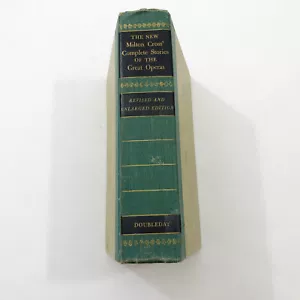 THE NEW
Milton Cross'
Complete Stories
OF THE
Great Operas
REVISED AND
ENLARGED EDITION
DOUBLEDAY